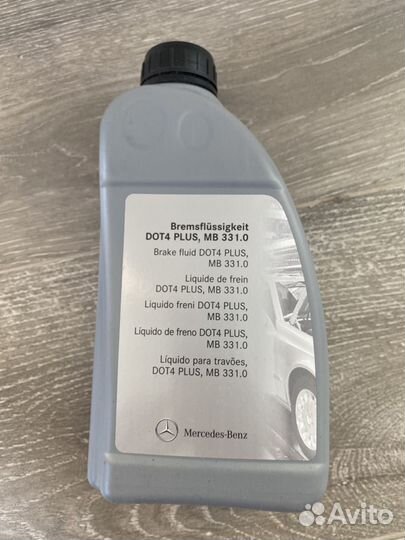 Bremsflüssigkeit
DOT4 PLUS, MB 331.0
Brake fluid DOT4 PLUS,
MB 331.0
Liquide de frein
DOT4 PLUS, MB 331.0
Liquido freni DOT4 PLUS,
MB 331.0
Líquido de freno DOT4 PLUS,
MB 331.0
Líquido para travões,
DOT4 PLUS, MB 331.0
Mercedes-Benz
Avito